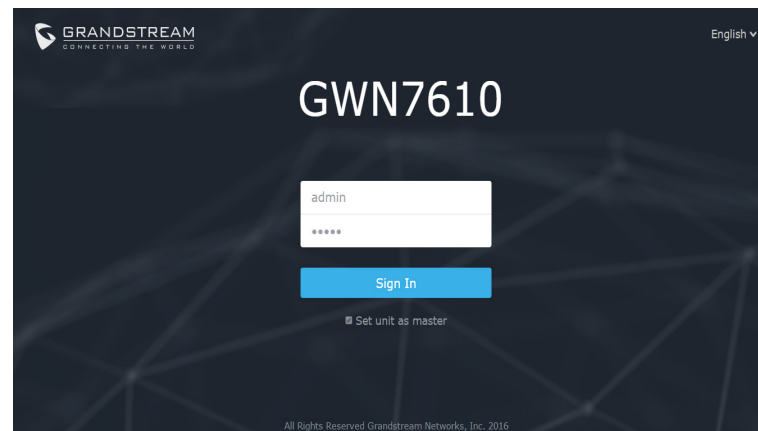 GRANDSTREAM
CONNECTING THE WORLD
English
GWN7610
admin
•••••
Sign In
Set unit as master
All Rights Reserved Grandstream Networks, Inc. 2016